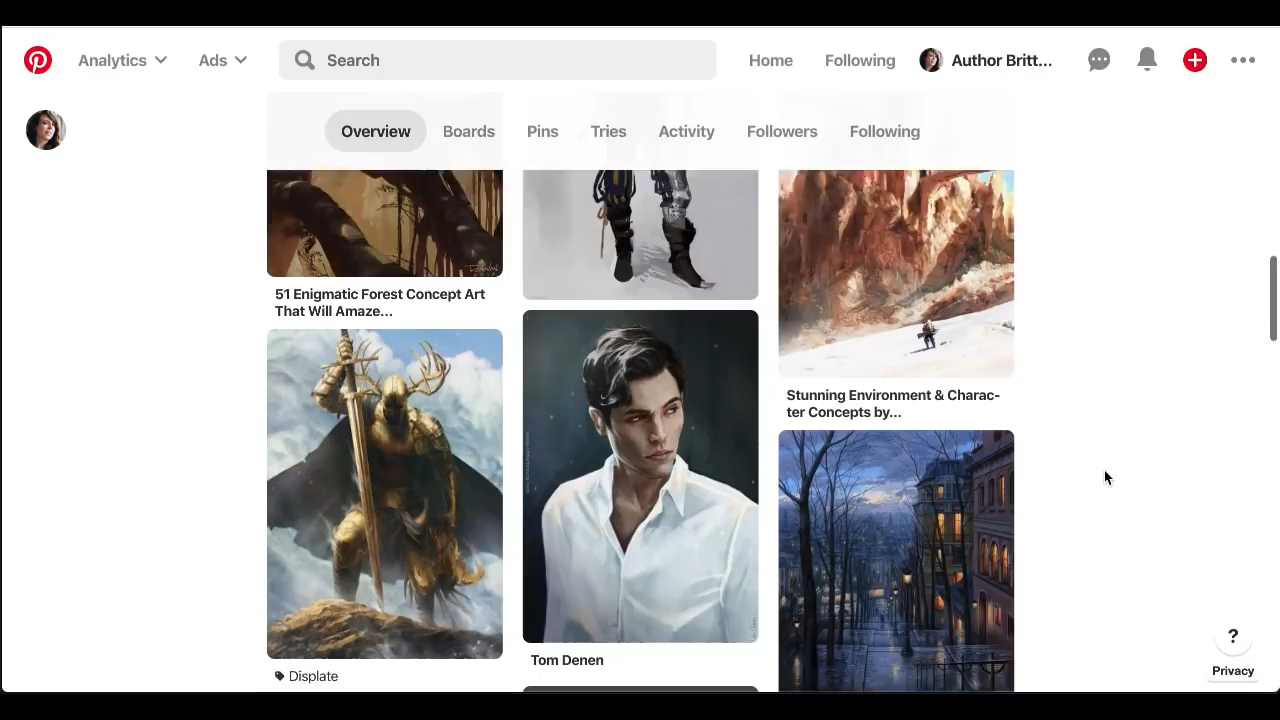 Analytics
Ads
Search
Home
Following
Author Britt...
Overview
Boards
Pins
Tries
Activity
Followers
Following
51 Enigmatic Forest Concept Art
That Will Amaze...
Stunning Environment & Charac-
ter Concepts by...
Displate
Tom Denen
?
Privacy